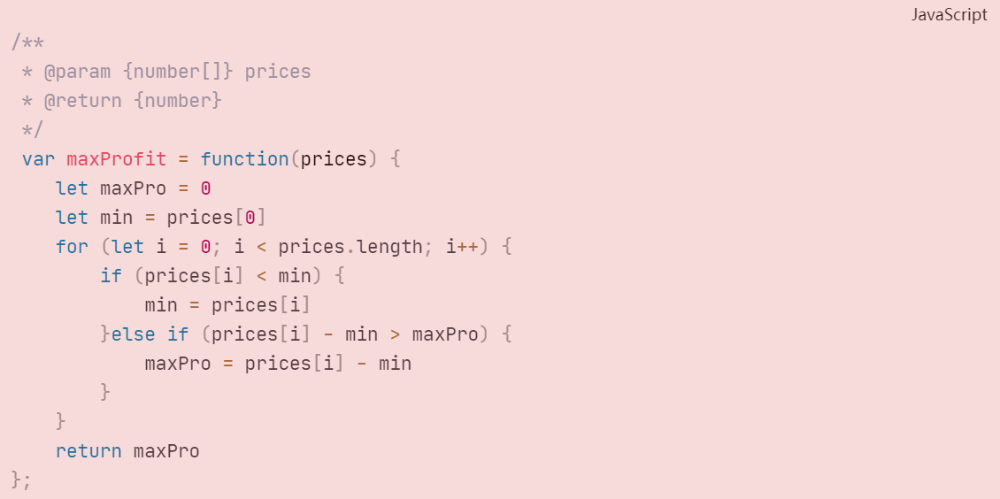 JavaScript
/**
 * @param {number[]} prices
 * @return {number}
 */
 var maxProfit = function(prices) {
    let maxPro = 0
    let min = prices[0]
    for (let i = 0; i < prices.length; i++) {
        if (prices[i] < min) {
            min = prices[i]
        }else if (prices[i] - min > maxPro) {
            maxPro = prices[i] - min
        }
    }
    return maxPro
};